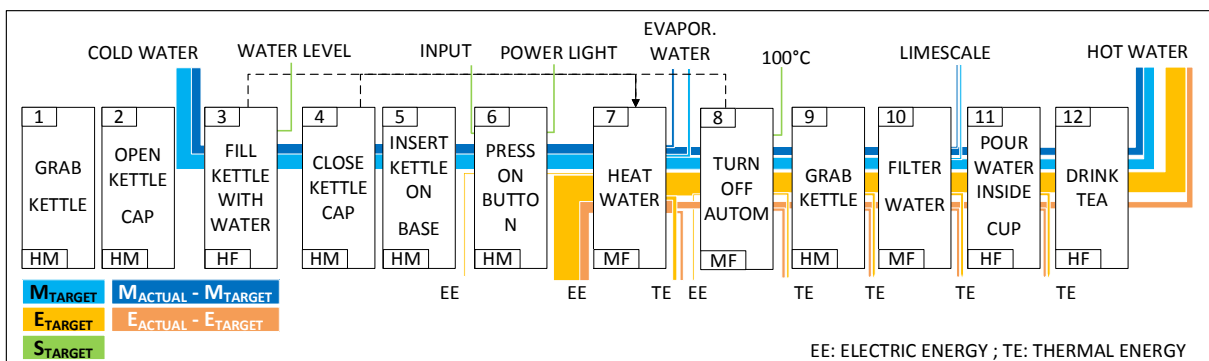 COLD WATER
WATER LEVEL
INPUT
POWER LIGHT
EVAPOR.
WATER
100°C
LIMESCALE
HOT WATER
1
GRAB
KETTLE
HM
2
OPEN
KETTLE
CAP
HM
3
FILL
KETTLE
WITH
WATER
HF
4
CLOSE
KETTLE
CAP
HM
5
INSERT
KETTLE
ON
BASE
HM
6
PRESS
ON
BUTTO
N
HM
7
HEAT
WATER
MF
8
TURN
OFF
AUTOM
MF
9
GRAB
KETTLE
HM
10
FILTER
WATER
MF
11
POUR
WATER
INSIDE
CUP
HF
12
DRINK
TEA
HF
EE
EE
TE
EE
TE
TE
TE
TE
MTARGET
MACTUAL - MTARGET
ETARGET
EACTUAL - ETARGET
STARGET
EE: ELECTRIC ENERGY ; TE: THERMAL ENERGY